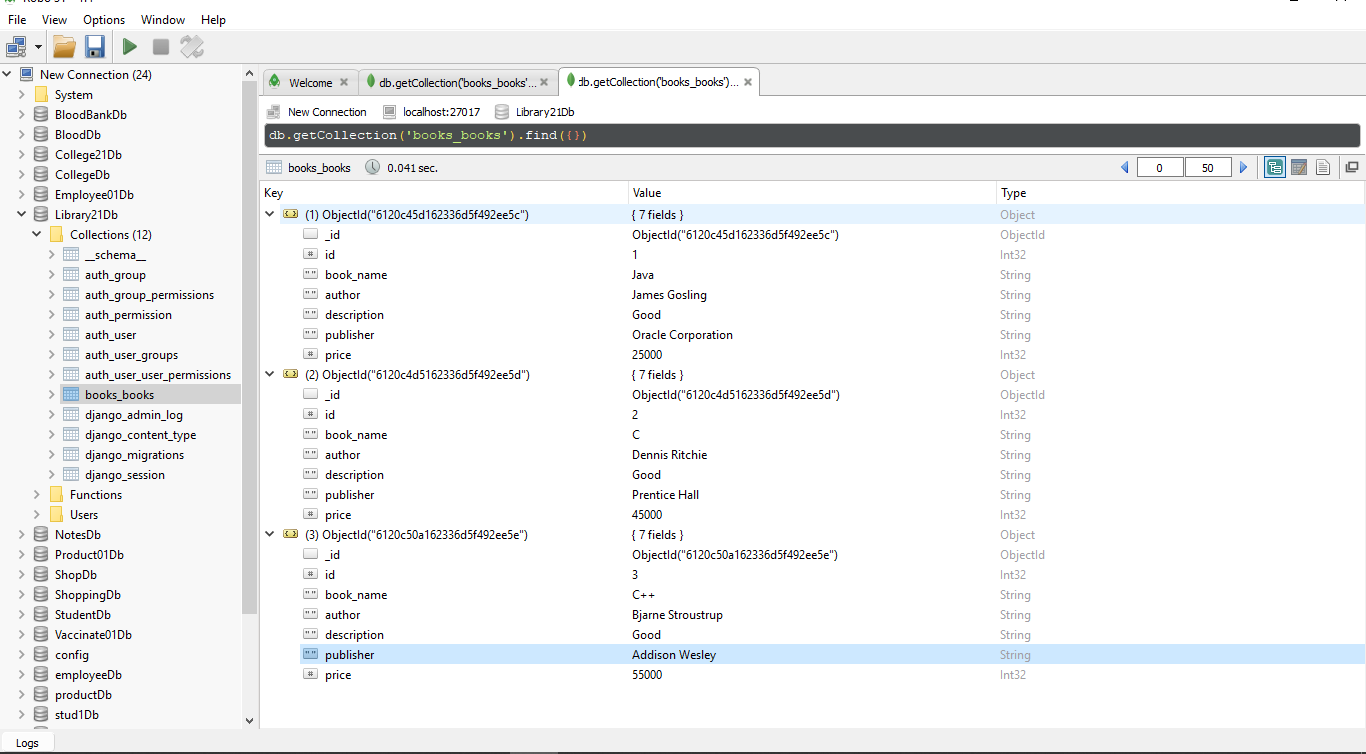 File View Options Window Help
New Connection (24)
System
BloodBankDb
BloodDb
College21Db
CollegeDb
Employee01Db
Library21Db
Collections (12)
__schema__
auth_group
auth_group_permissions
auth_permission
auth_user
auth_user_groups
auth_user_user_permissions
books_books
django_admin_log
django_content_type
django_migrations
django_session
Functions
Users
NotesDb
Product01Db
ShopDb
ShoppingDb
StudentDb
Vaccinate01Db
config
employeeDb
productDb
stud1Db
Logs
Welcome db.getCollection('books_books'... db.getCollection('books_books')...
New Connection localhost:27017 Library21Db
db.getCollection('books_books').find({})
books_books 0.041 sec. 0 50
Key Value Type
(1) ObjectId("6120c45d162336d5f492ee5c") { 7 fields } Object
_id ObjectId("6120c45d162336d5f492ee5c") ObjectId
id 1 Int32
book_name Java String
author James Gosling String
description Good String
publisher Oracle Corporation String
price 25000 Int32
(2) ObjectId("6120c4d5162336d5f492ee5d") { 7 fields } Object
_id ObjectId("6120c4d5162336d5f492ee5d") ObjectId
id 2 Int32
book_name C String
author Dennis Ritchie String
description Good String
publisher Prentice Hall String
price 45000 Int32
(3) ObjectId("6120c50a162336d5f492ee5e") { 7 fields } Object
_id ObjectId("6120c50a162336d5f492ee5e") ObjectId
id 3 Int32
book_name C++ String
author Bjarne Stroustrup String
description Good String
publisher Addison Wesley String
price 55000 Int32